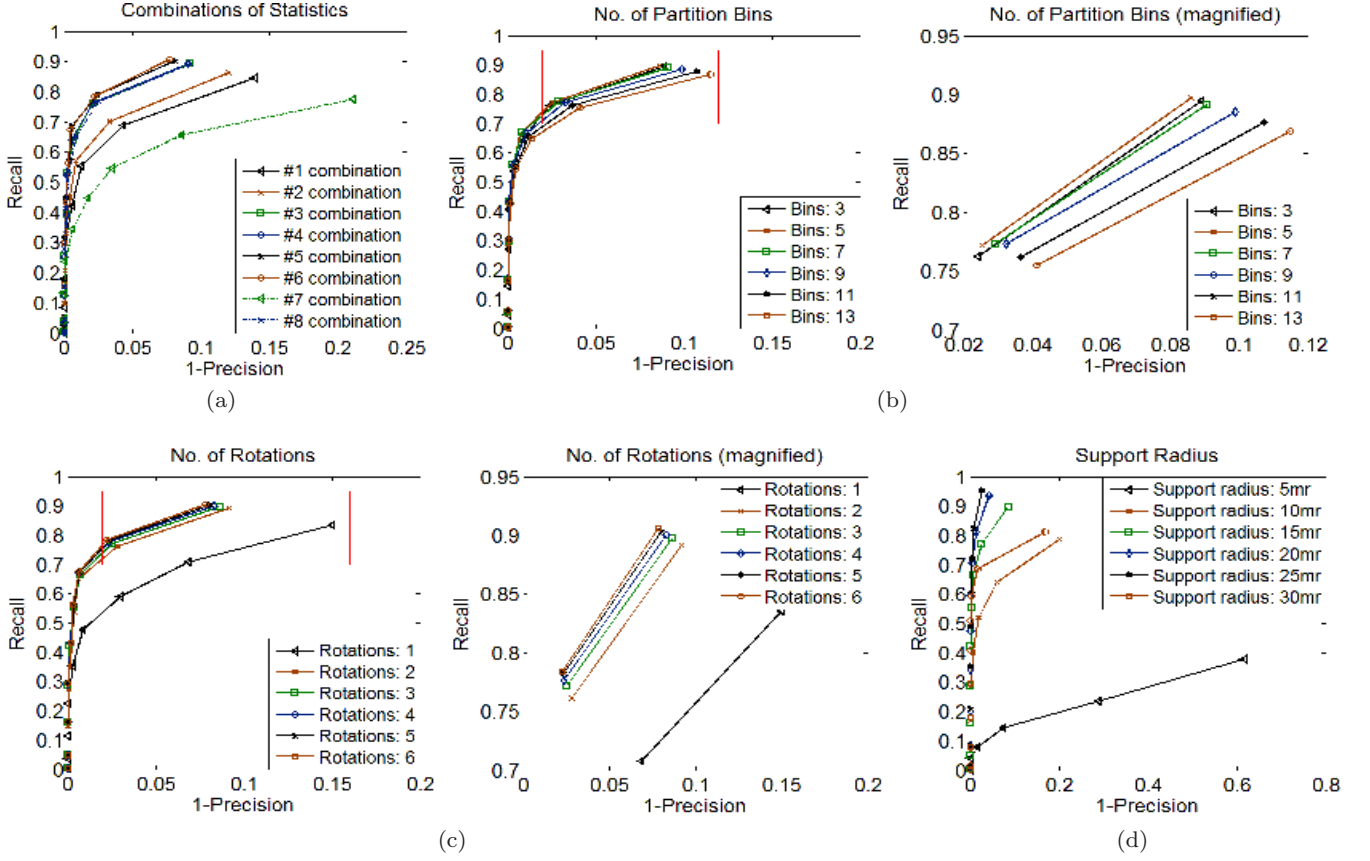 Combinations of Statistics
1
0.9
0.8
0.7
0.6
0.5
0.4
0.3
0.2
0.1
0
Recall
#1 combination
#2 combination
#3 combination
#4 combination
#5 combination
#6 combination
#7 combination
#8 combination
0 0.05 0.1 0.15 0.2 0.25
1-Precision
(a)
No. of Partition Bins
1
0.9
0.8
0.7
0.6
0.5
0.4
0.3
0.2
0.1
0
Recall
Bins: 3
Bins: 5
Bins: 7
Bins: 9
Bins: 11
Bins: 13
0 0.05 0.1 0.15 0.2
1-Precision
No. of Partition Bins (magnified)
0.95
0.9
0.85
0.8
0.75
0.7
Recall
Bins: 3
Bins: 5
Bins: 7
Bins: 9
Bins: 11
Bins: 13
0.02 0.04 0.06 0.08 0.1 0.12
1-Precision
(b)
No. of Rotations
1
0.9
0.8
0.7
0.6
0.5
0.4
0.3
0.2
0.1
0
Recall
Rotations: 1
Rotations: 2
Rotations: 3
Rotations: 4
Rotations: 5
Rotations: 6
0 0.05 0.1 0.15 0.2
1-Precision
No. of Rotations (magnified)
0.95
0.9
0.85
0.8
0.75
0.7
Recall
Rotations: 1
Rotations: 2
Rotations: 3
Rotations: 4
Rotations: 5
Rotations: 6
0 0.05 0.1 0.15 0.2
1-Precision
(c)
Support Radius
1
0.9
0.8
0.7
0.6
0.5
0.4
0.3
0.2
0.1
0
Recall
Support radius: 5mr
Support radius: 10mr
Support radius: 15mr
Support radius: 20mr
Support radius: 25mr
Support radius: 30mr
0 0.2 0.4 0.6 0.8
1-Precision
(d)